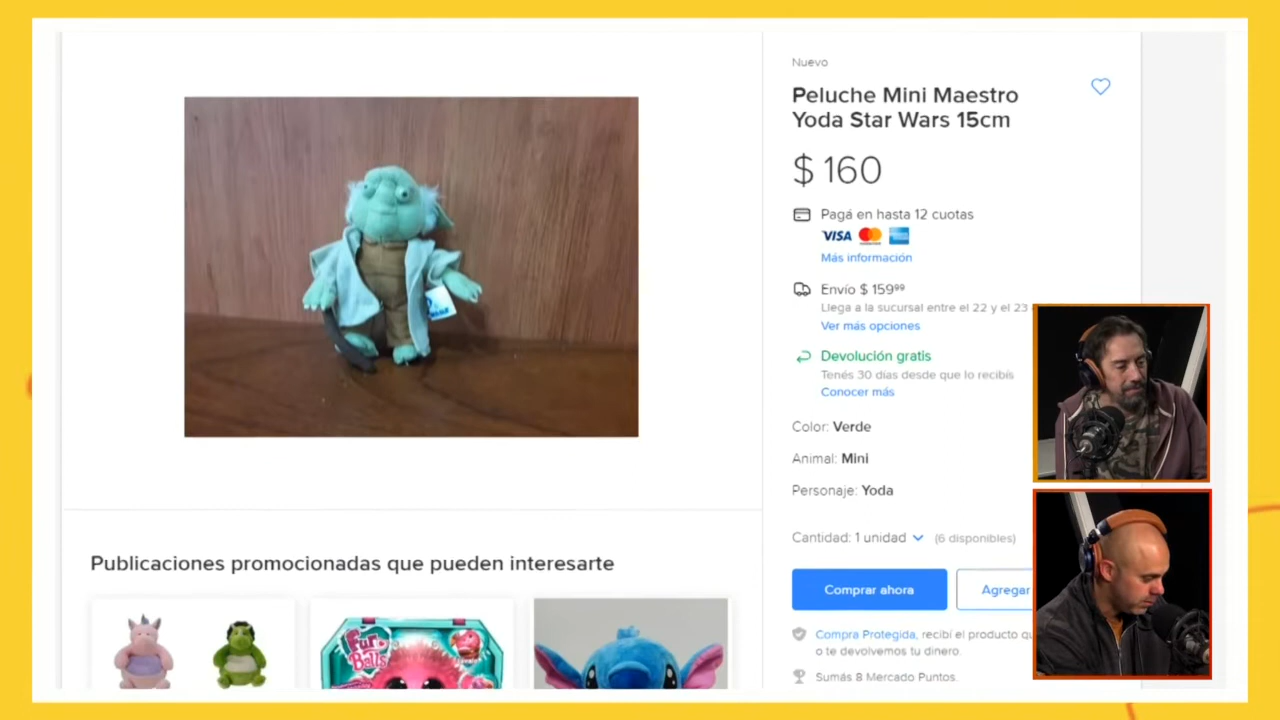 Nuevo
Peluche Mini Maestro
Yoda Star Wars 15cm
$ 160
Pagá en hasta 12 cuotas
VISA
Más información
Envío $ 159⁹⁹
Llega a la sucursal entre el 22 y el 23
Ver más opciones
Devolución gratis
Tenés 30 días desde que lo recibís
Conocer más
Color: Verde
Animal: Mini
Personaje: Yoda
Cantidad: 1 unidad (6 disponibles)
Comprar ahora
Agregar
Compra Protegida, recibí el producto qu
o te devolvemos tu dinero.
Sumás 8 Mercado Puntos.
Publicaciones promocionadas que pueden interesarte
Fur
Balls